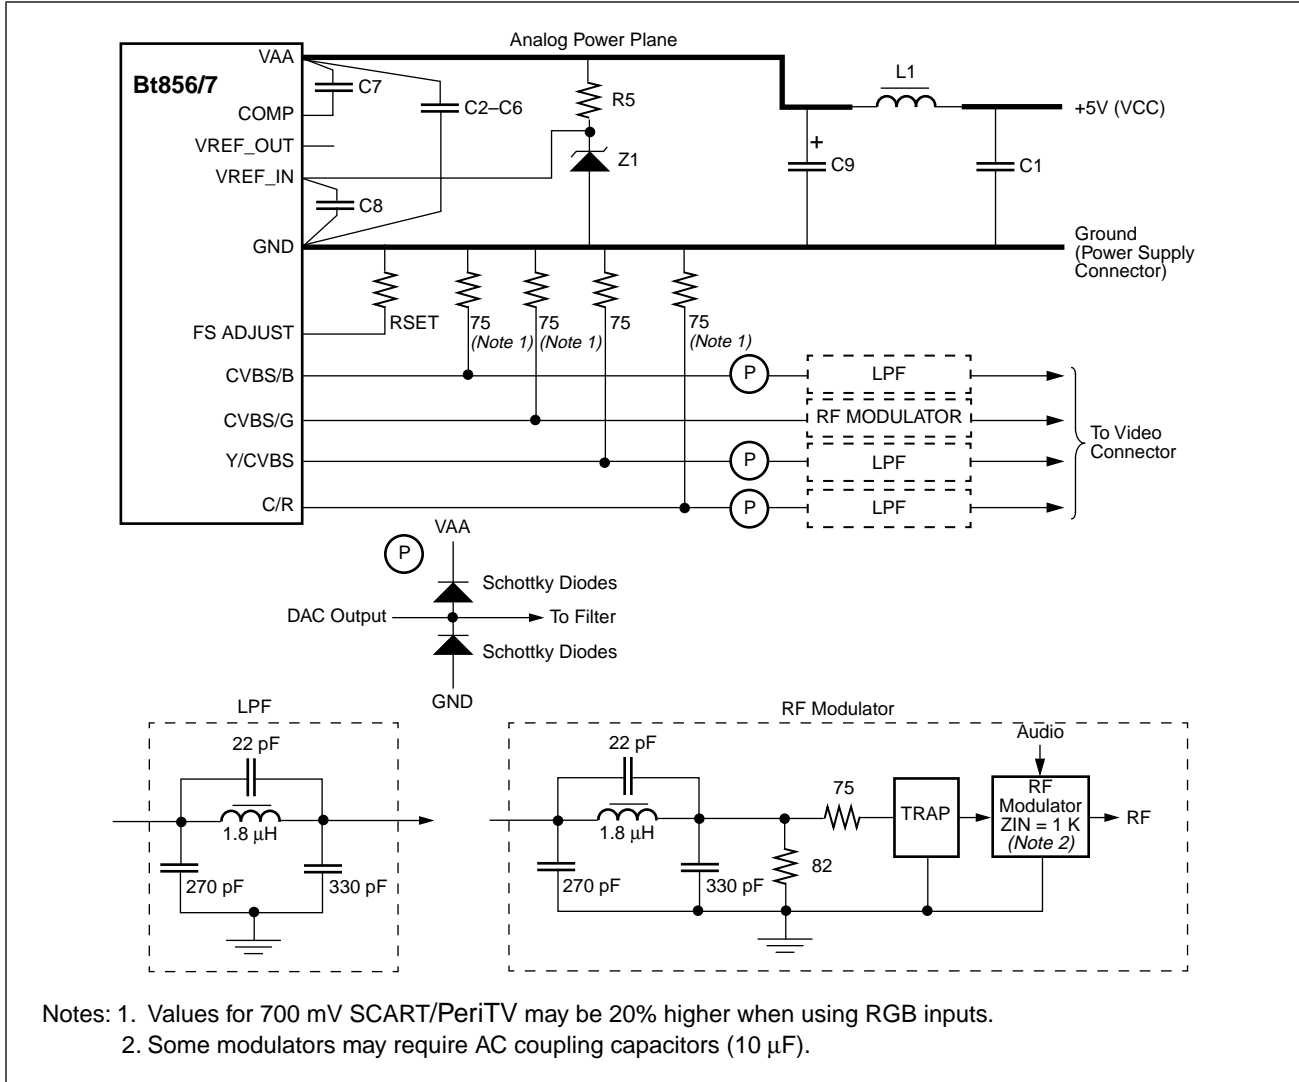 Analog Power Plane
VAA
Bt856/7
C7
L1
R5
C2–C6
+5V (VCC)
COMP
VREF_OUT
+
Z1
C9
C1
VREF_IN
C8
GND
Ground
(Power Supply
Connector)
FS ADJUST
RSET
75
(Note 1)
75
(Note 1)
75
75
(Note 1)
CVBS/B
P
LPF
CVBS/G
RF MODULATOR
To Video
Connector
Y/CVBS
P
LPF
C/R
P
LPF
VAA
P
Schottky Diodes
DAC Output
To Filter
Schottky Diodes
GND
LPF
22 pF
1.8 μH
270 pF
330 pF
RF Modulator
22 pF
1.8 μH
270 pF
330 pF
82
75
TRAP
Audio
RF
Modulator
ZIN = 1 K
(Note 2)
RF
Notes: 1. Values for 700 mV SCART/PeriTV may be 20% higher when using RGB inputs.
2. Some modulators may require AC coupling capacitors (10 μF).